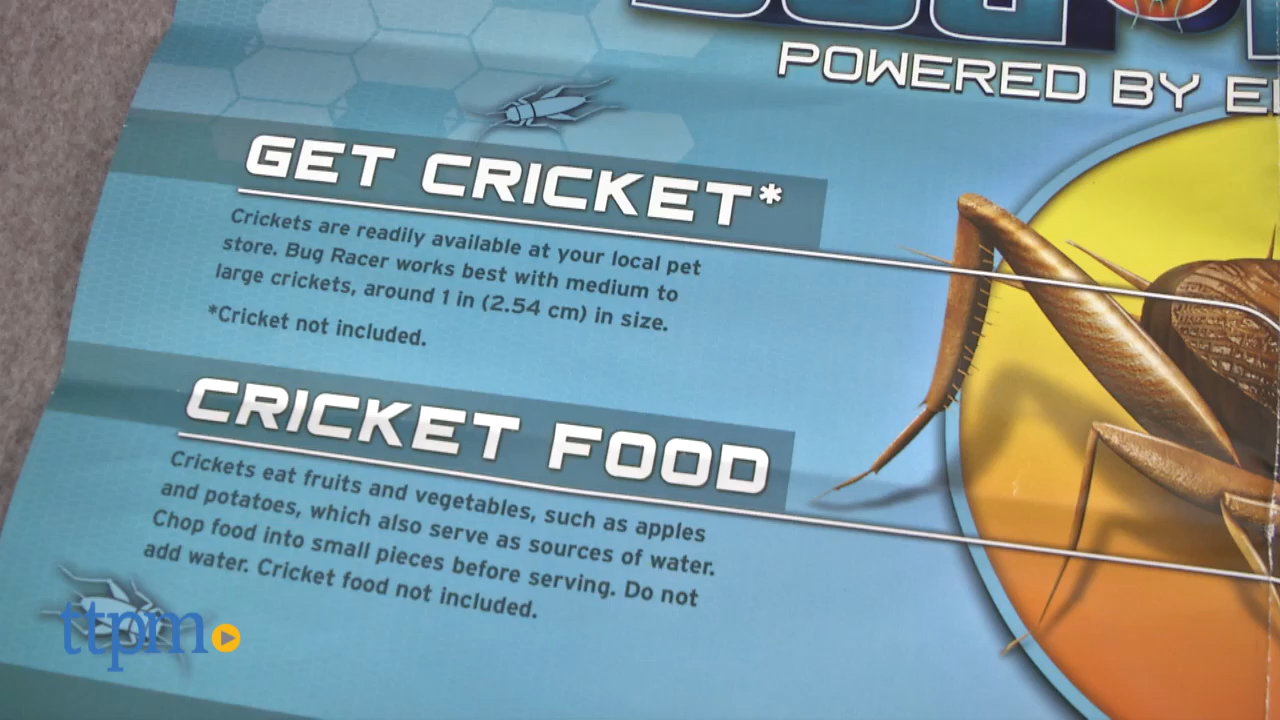 POWERED BY
GET CRICKET*
Crickets are readily available at your local pet
store. Bug Racer works best with medium to
large crickets, around 1 in (2.54 cm) in size.
*Cricket not included.
CRICKET FOOD
Crickets eat fruits and vegetables, such as apples
and potatoes, which also serve as sources of water.
Chop food into small pieces before serving. Do not
add water. Cricket food not included.
ttpm